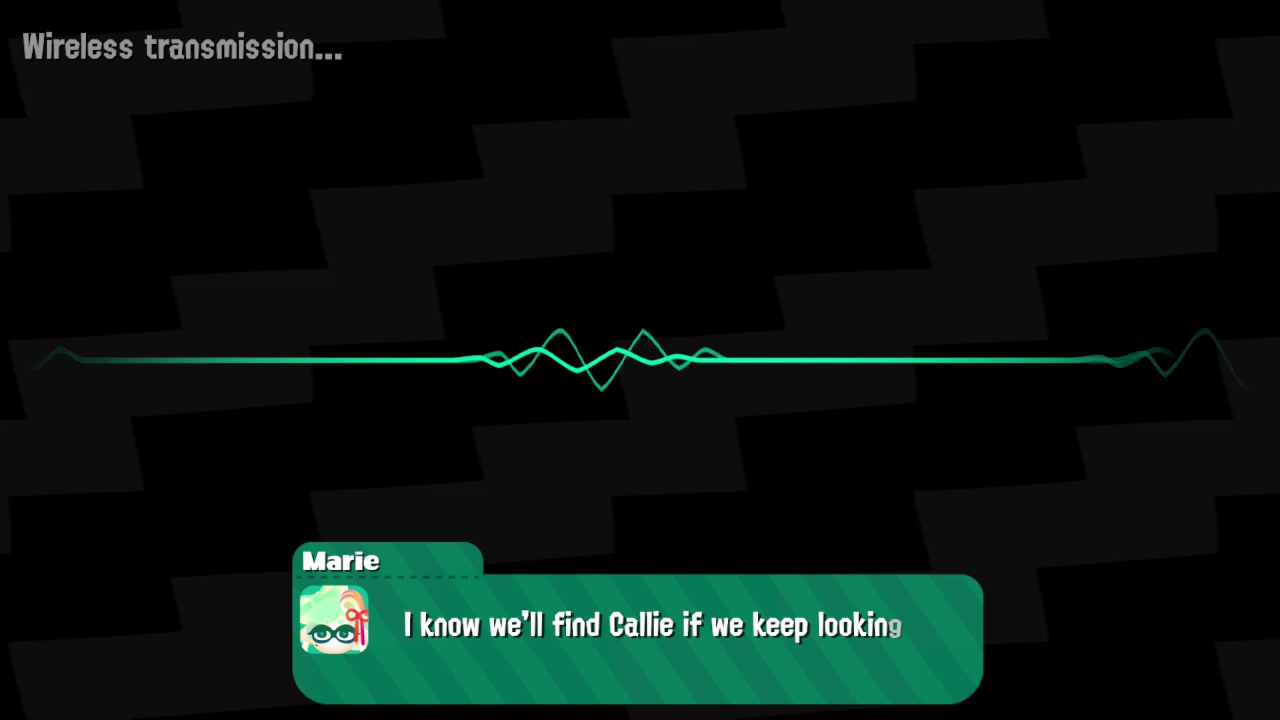 Wireless transmission...
Marie
I know we'll find Callie if we keep looking